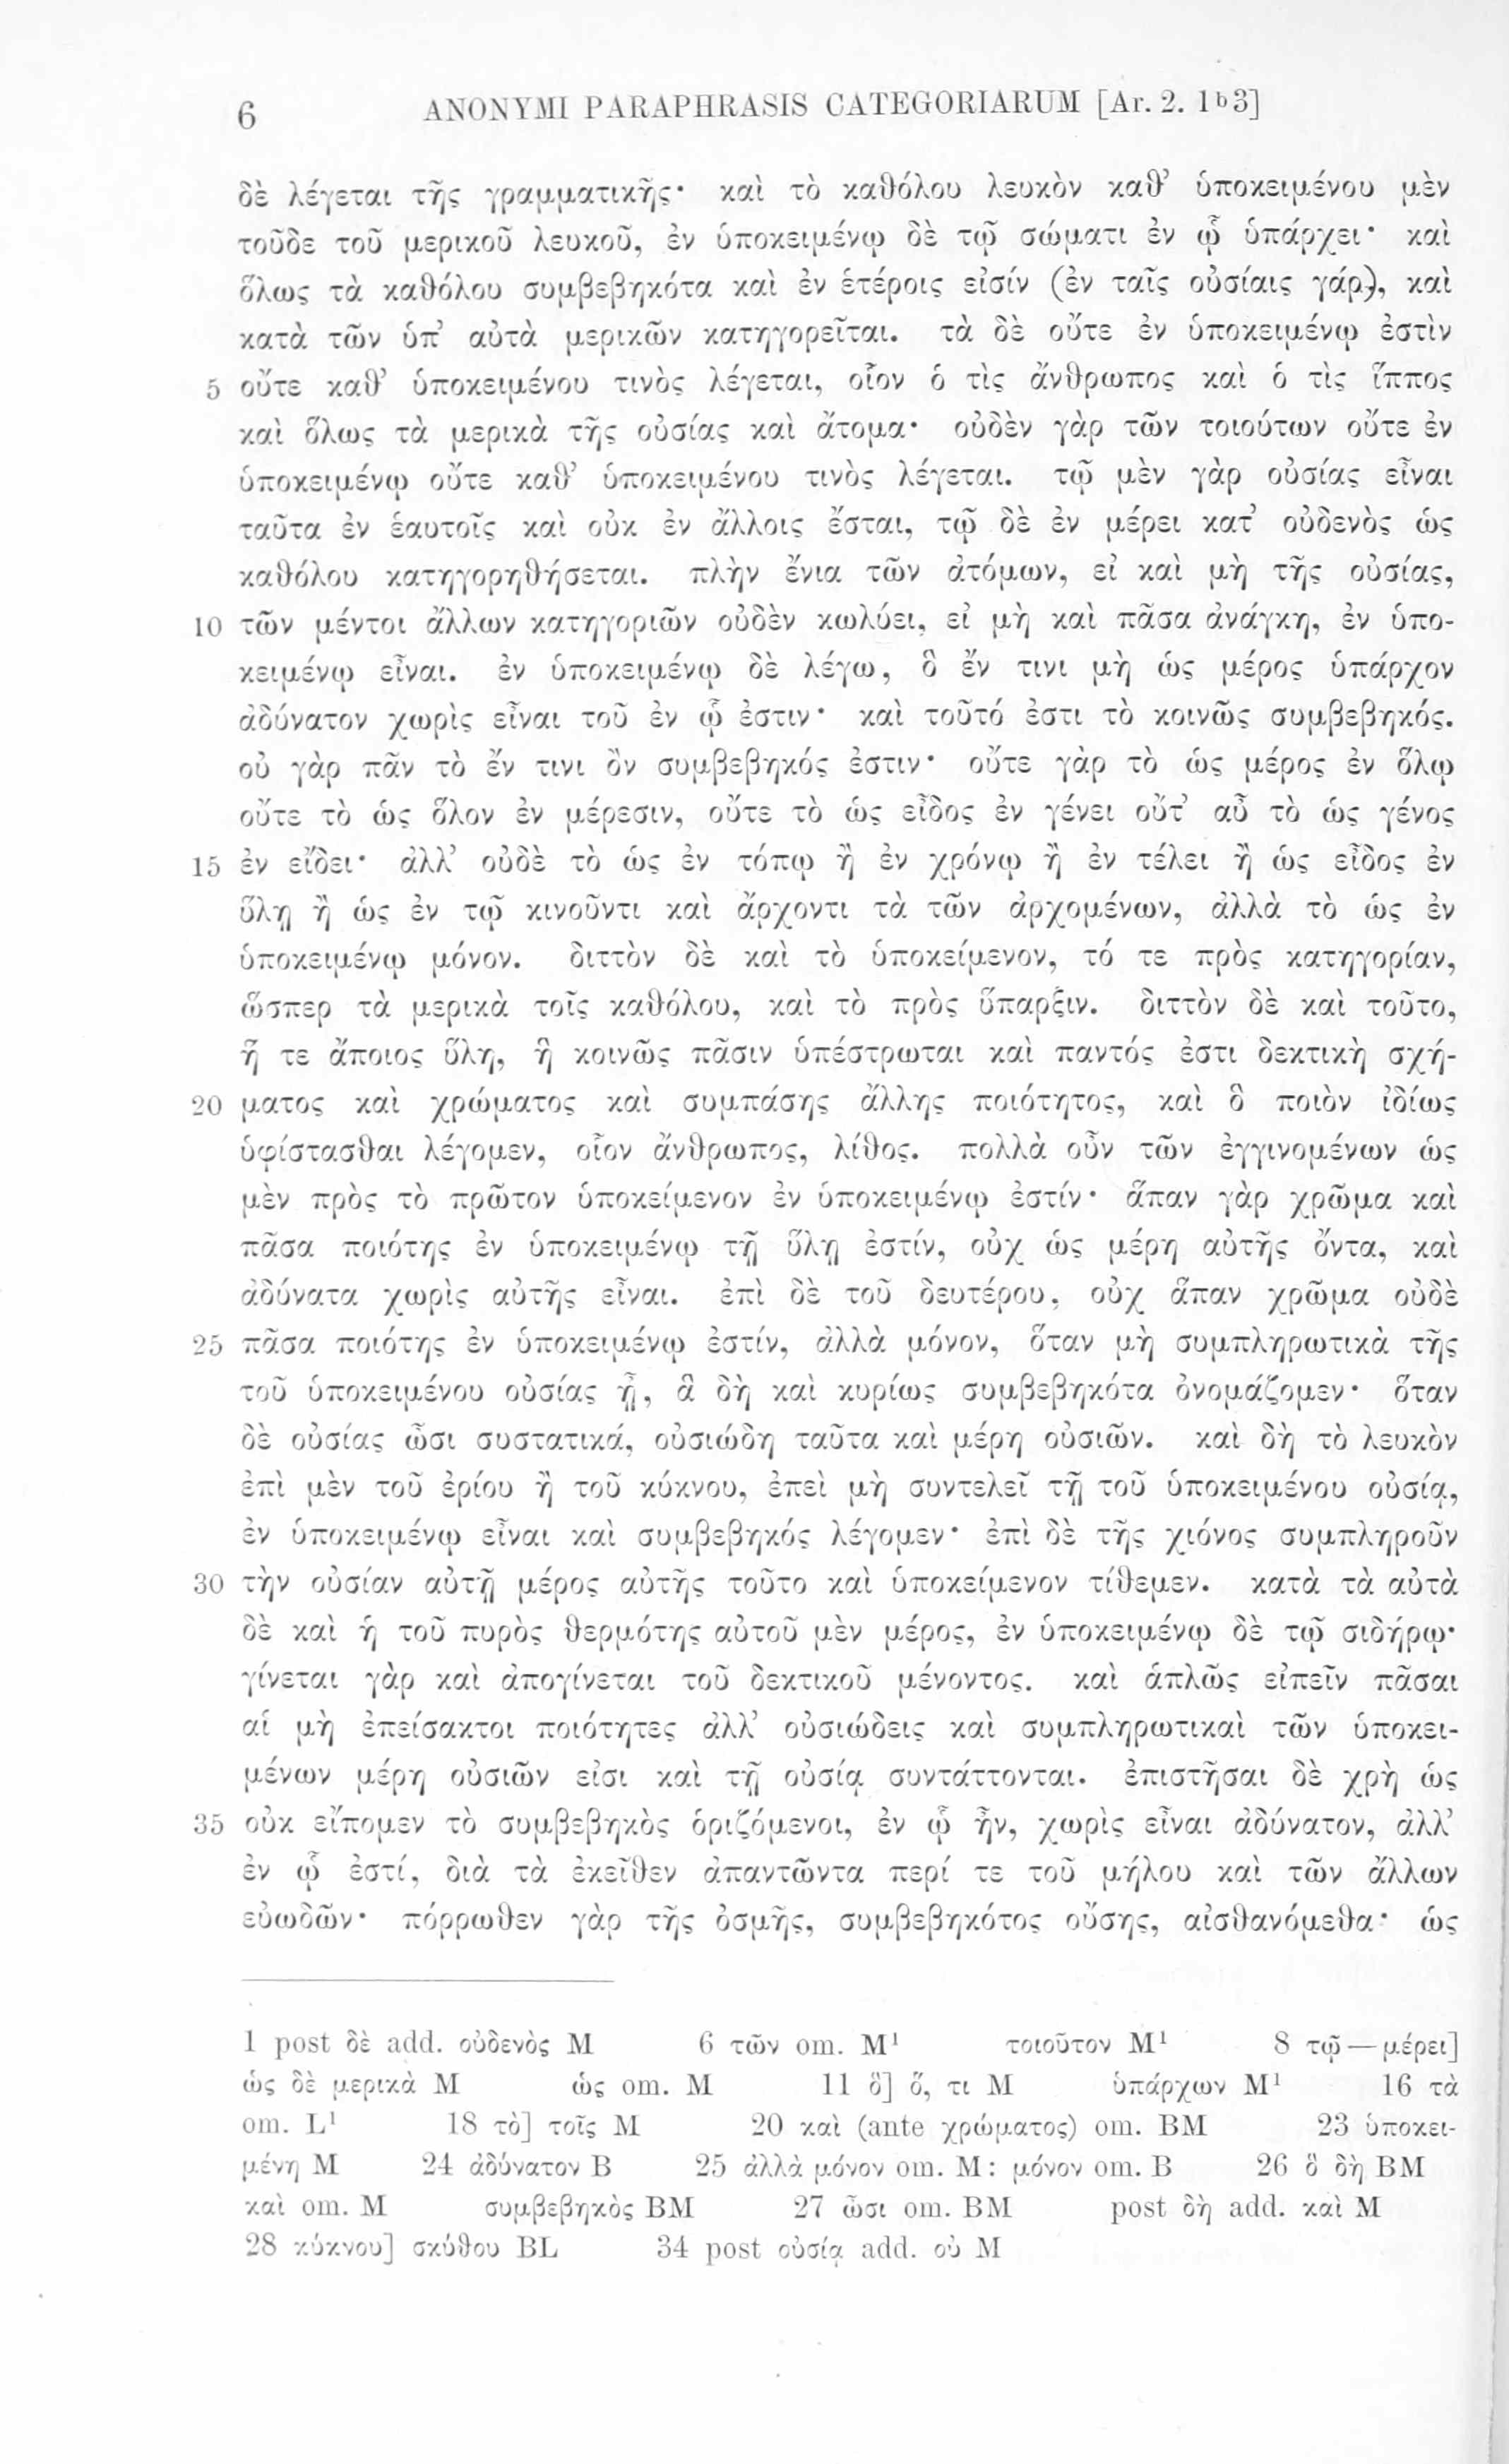 6 ANONYMI PARAPHRASIS CATEGORIARUM [Ar. 2. 1ᵇ3]
δὲ λέγεται τῆς γραμματικῆς· καὶ τὸ καθόλου λευκὸν καθ’ ὑποκειμένου μὲν
τοῦδε τοῦ μερικοῦ λευκοῦ, ἐν ὑποκειμένῳ δὲ τῷ σώματι ἐν ᾧ ὑπάρχει· καὶ
ὅλως τὰ καθόλου συμβεβηκότα καὶ ἐν ἑτέροις εἰσίν (ἐν ταῖς οὐσίαις γάρ), καὶ
κατὰ τῶν ὑπ’ αὐτὰ μερικῶν κατηγορεῖται. τὰ δὲ οὔτε ἐν ὑποκειμένῳ ἐστὶν
5 οὔτε καθ’ ὑποκειμένου τινὸς λέγεται, οἷον ὁ τὶς ἄνθρωπος καὶ ὁ τὶς ἵππος
καὶ ὅλως τὰ μερικὰ τῆς οὐσίας καὶ ἄτομα· οὐδὲν γὰρ τῶν τοιούτων οὔτε ἐν
ὑποκειμένῳ οὔτε καθ’ ὑποκειμένου τινὸς λέγεται. τῷ μὲν γὰρ οὐσίας εἶναι
ταῦτα ἐν ἑαυτοῖς καὶ οὐκ ἐν ἄλλοις ἔσται, τῷ δὲ ἐν μέρει κατ’ οὐδενὸς ὡς
καθόλου κατηγορηθήσεται. πλὴν ἔνια τῶν ἀτόμων, εἰ καὶ μὴ τῆς οὐσίας,
10 τῶν μέντοι ἄλλων κατηγοριῶν οὐδὲν κωλύει, εἰ μὴ καὶ πᾶσα ἀνάγκη, ἐν ὑπο-
κειμένῳ εἶναι. ἐν ὑποκειμένῳ δὲ λέγω, ὃ ἔν τινι μὴ ὡς μέρος ὑπάρχον
ἀδύνατον χωρὶς εἶναι τοῦ ἐν ᾧ ἐστιν· καὶ τοῦτό ἐστι τὸ κοινῶς συμβεβηκός.
οὐ γὰρ πᾶν τὸ ἔν τινι ὂν συμβεβηκός ἐστιν· οὔτε γὰρ τὸ ὡς μέρος ἐν ὅλῳ
οὔτε τὸ ὡς ὅλον ἐν μέρεσιν, οὔτε τὸ ὡς εἶδος ἐν γένει οὔτ’ αὖ τὸ ὡς γένος
15 ἐν εἴδει· ἀλλ’ οὐδὲ τὸ ὡς ἐν τόπῳ ἢ ἐν χρόνῳ ἢ ἐν τέλει ἢ ὡς εἶδος ἐν
ὕλῃ ἢ ὡς ἐν τῷ κινοῦντι καὶ ἄρχοντι τὰ τῶν ἀρχομένων, ἀλλὰ τὸ ὡς ἐν
ὑποκειμένῳ μόνον. διττὸν δὲ καὶ τὸ ὑποκείμενον, τό τε πρὸς κατηγορίαν,
ὥσπερ τὰ μερικὰ τοῖς καθόλου, καὶ τὸ πρὸς ὕπαρξιν. διττὸν δὲ καὶ τοῦτο,
ἥ τε ἄποιος ὕλη, ἣ κοινῶς πᾶσιν ὑπέστρωται καὶ παντός ἐστι δεκτικὴ σχή-
20 ματος καὶ χρώματος καὶ συμπάσης ἄλλης ποιότητος, καὶ ὃ ποιὸν ἰδίως
ὑφίστασθαι λέγομεν, οἷον ἄνθρωπος, λίθος. πολλὰ οὖν τῶν ἐγγινομένων ὡς
μὲν πρὸς τὸ πρῶτον ὑποκείμενον ἐν ὑποκειμένῳ ἐστίν· ἅπαν γὰρ χρῶμα καὶ
πᾶσα ποιότης ἐν ὑποκειμένῳ τῇ ὕλῃ ἐστίν, οὐχ ὡς μέρη αὐτῆς ὄντα, καὶ
ἀδύνατα χωρὶς αὐτῆς εἶναι. ἐπὶ δὲ τοῦ δευτέρου, οὐχ ἅπαν χρῶμα οὐδὲ
25 πᾶσα ποιότης ἐν ὑποκειμένῳ ἐστίν, ἀλλὰ μόνον, ὅταν μὴ συμπληρωτικὰ τῆς
τοῦ ὑποκειμένου οὐσίας ᾖ, ἃ δὴ καὶ κυρίως συμβεβηκότα ὀνομάζομεν· ὅταν
δὲ οὐσίας ὦσι συστατικά, οὐσιώδη ταῦτα καὶ μέρη οὐσιῶν. καὶ δὴ τὸ λευκὸν
ἐπὶ μὲν τοῦ ἐρίου ἢ τοῦ κύκνου, ἐπεὶ μὴ συντελεῖ τῇ τοῦ ὑποκειμένου οὐσίᾳ,
ἐν ὑποκειμένῳ εἶναι καὶ συμβεβηκός λέγομεν· ἐπὶ δὲ τῆς χιόνος συμπληροῦν
30 τὴν οὐσίαν αὐτῇ μέρος αὐτῆς τοῦτο καὶ ὑποκείμενον τίθεμεν. κατὰ τὰ αὐτὰ
δὲ καὶ ἡ τοῦ πυρὸς θερμότης αὐτοῦ μὲν μέρος, ἐν ὑποκειμένῳ δὲ τῷ σιδήρῳ·
γίνεται γὰρ καὶ ἀπογίνεται τοῦ δεκτικοῦ μένοντος. καὶ ἁπλῶς εἰπεῖν πᾶσαι
αἱ μὴ ἐπείσακτοι ποιότητες ἀλλ’ οὐσιώδεις καὶ συμπληρωτικαὶ τῶν ὑποκει-
μένων μέρη οὐσιῶν εἰσι καὶ τῇ οὐσίᾳ συντάττονται. ἐπιστῆσαι δὲ χρὴ ὡς
35 οὐκ εἴπομεν τὸ συμβεβηκὸς ὁριζόμενοι, ἐν ᾧ ἦν, χωρὶς εἶναι ἀδύνατον, ἀλλ’
ἐν ᾧ ἐστί, διὰ τὰ ἐκεῖθεν ἀπαντῶντα περί τε τοῦ μήλου καὶ τῶν ἄλλων
εὐωδῶν· πόρρωθεν γὰρ τῆς ὀσμῆς, συμβεβηκότος οὔσης, αἰσθανόμεθα· ὡς
1 post δὲ add. οὐδενὸς M 6 τῶν om. M¹ τοιοῦτον M¹ 8 τῷ—μέρει]
ὡς δὲ μερικὰ M ὡς om. M 11 ὃ] ὅ, τι M ὑπάρχων M¹ 16 τὰ
om. L¹ 18 τὸ] τοῖς M 20 καὶ (ante χρώματος) om. BM 23 ὑποκει-
μένη M 24 ἀδύνατον B 25 ἀλλὰ μόνον om. M: μόνον om. B 26 ὃ δὴ BM
καὶ om. M συμβεβηκὸς BM 27 ὦσι om. BM post δὴ add. καὶ M
28 κύκνου] σκύθου BL 34 post οὐσίᾳ add. οὐ M